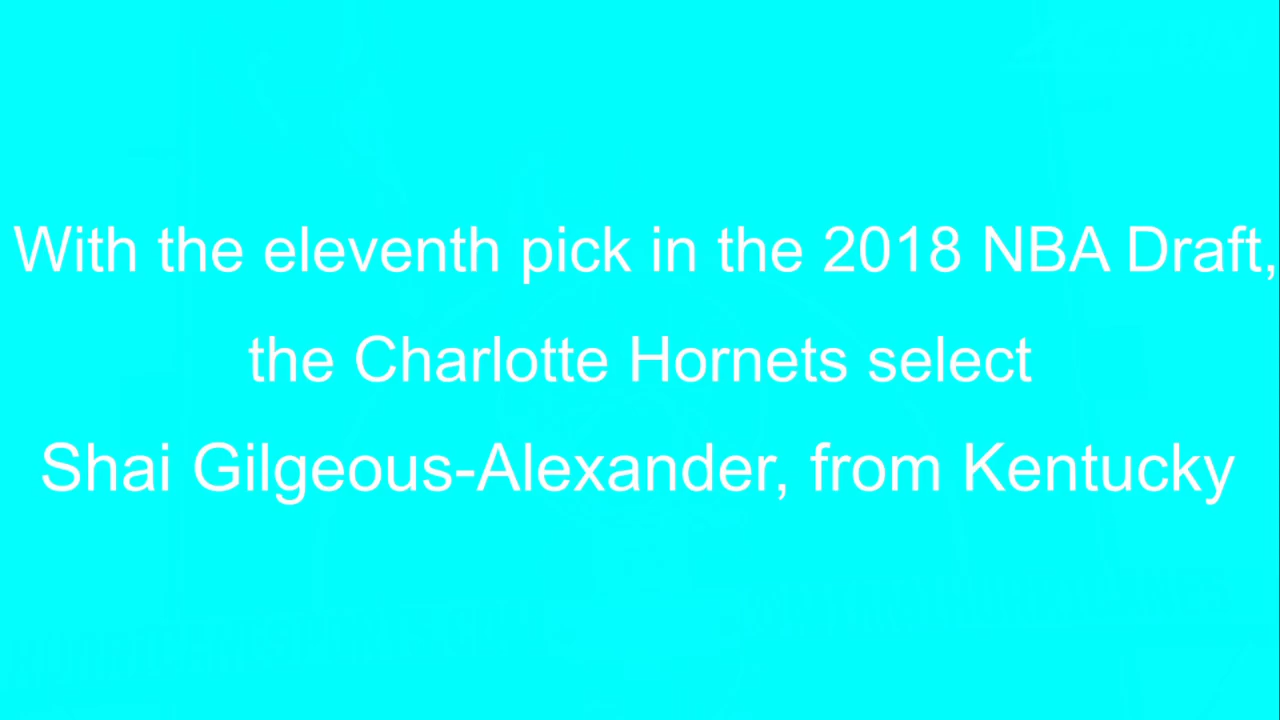 With the eleventh pick in the 2018 NBA Draft,
the Charlotte Hornets select
Shai Gilgeous-Alexander, from Kentucky